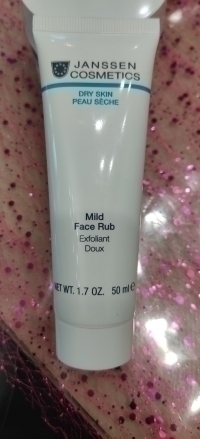 JANSSEN
COSMETICS
DRY SKIN
PEAU SÈCHE
Mild
Face Rub
Exfoliant
Doux
NET WT. 1.7 OZ. 50 ml e